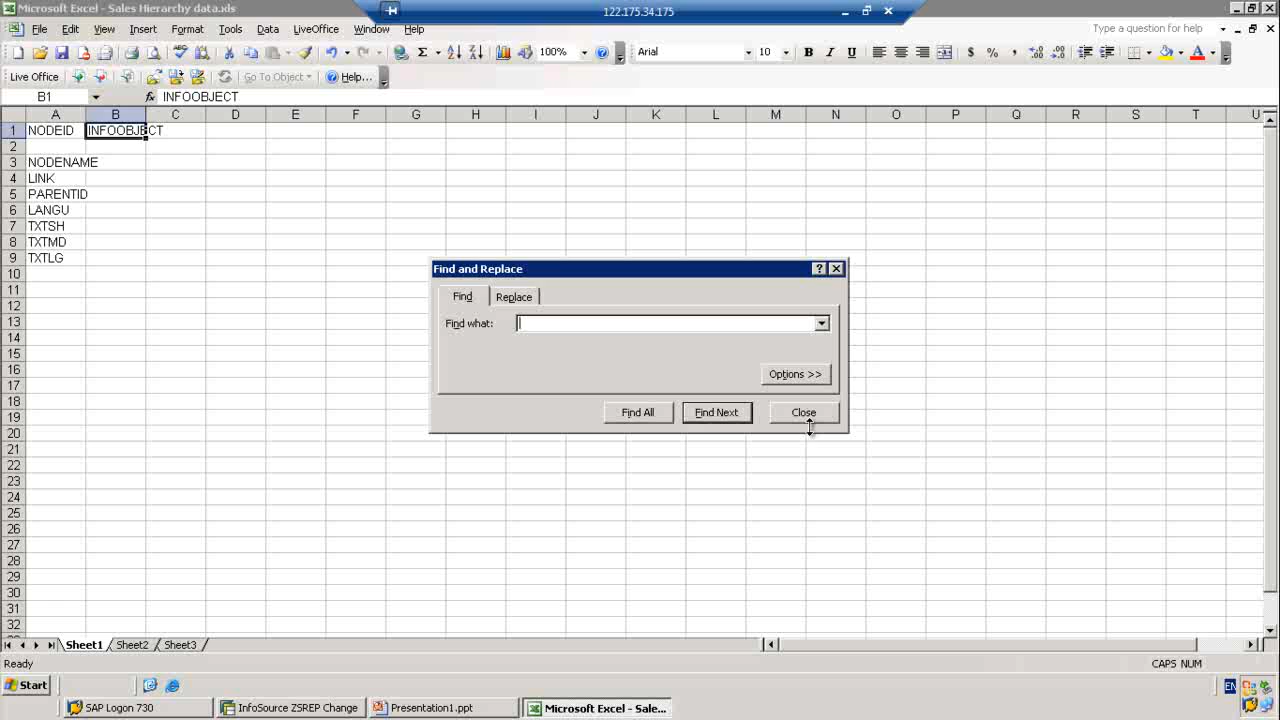 Microsoft Excel - Sales Hierarchy data.xls
122.175.34.175
File Edit View Insert Format Tools Data LiveOffice Window Help
Type a question for help
100%
Arial
10
B I U
$ % ,
Live Office
Go To Object
Help...
B1
fx INFOOBJECT
A B C D E F G H I J K L M N O P Q R S T U
1 NODEID INFOOBJECT
2
3 NODENAME
4 LINK
5 PARENTID
6 LANGU
7 TXTSH
8 TXTMD
9 TXTLG
10
11
12
13
14
15
16
17
18
19
20
21
22
23
24
25
26
27
28
29
30
31
32
Find and Replace
Find Replace
Find what:
Options >>
Find All Find Next Close
Sheet1 Sheet2 Sheet3
Ready
CAPS NUM
Start
EN
SAP Logon 730
InfoSource ZSREP Change
Presentation1.ppt
Microsoft Excel - Sale...